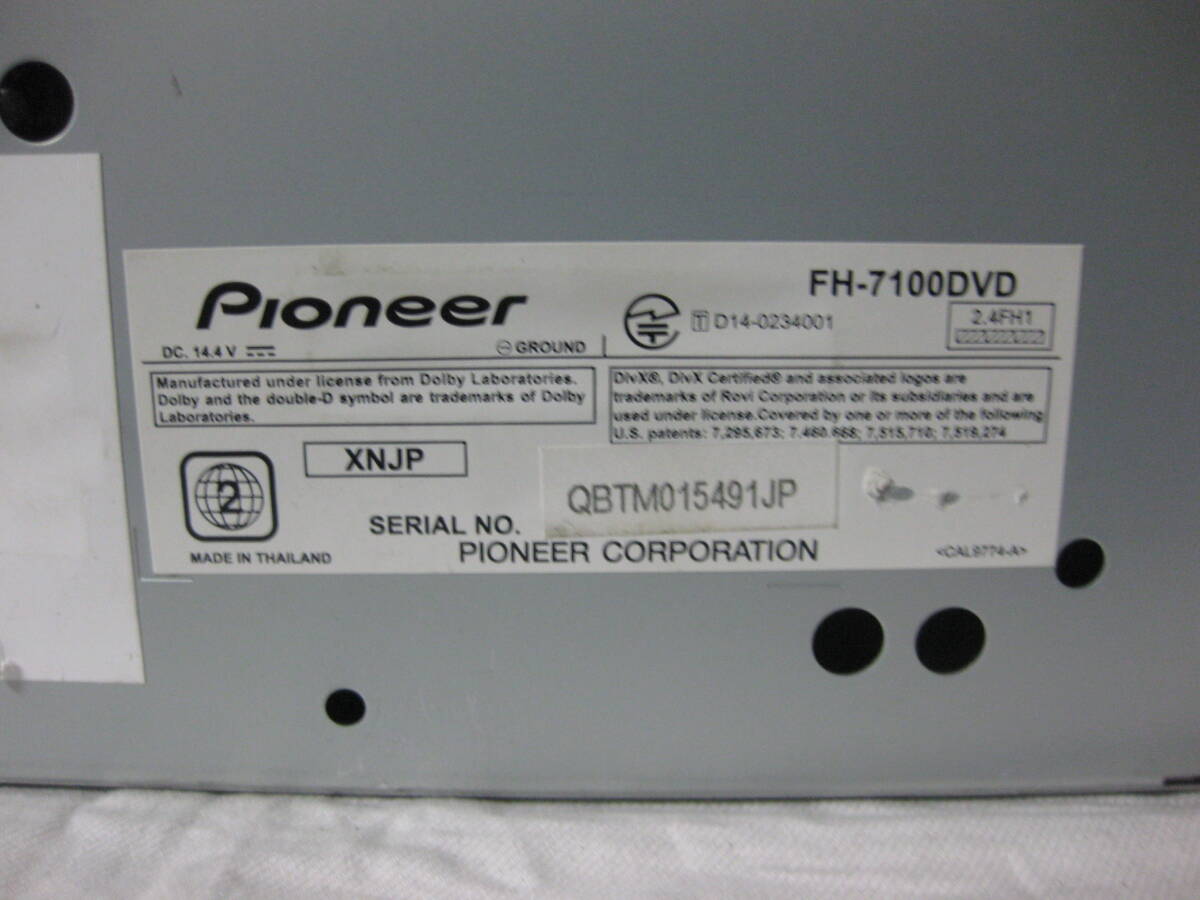 Pioneer
FH-7100DVD
T D14-0234001
2.4FH1
DC. 14.4 V
GROUND
Manufactured under license from Dolby Laboratories.
Dolby and the double-D symbol are trademarks of Dolby
Laboratories.
DivX®, DivX Certified® and associated logos are
trademarks of Rovi Corporation or its subsidiaries and are
used under license.Covered by one or more of the following
U.S. patents: 7,295,673; 7,460,668; 7,515,710; 7,519,274
XNJP
2
SERIAL NO.
QBTM015491JP
MADE IN THAILAND
PIONEER CORPORATION
<CAL9774-A>